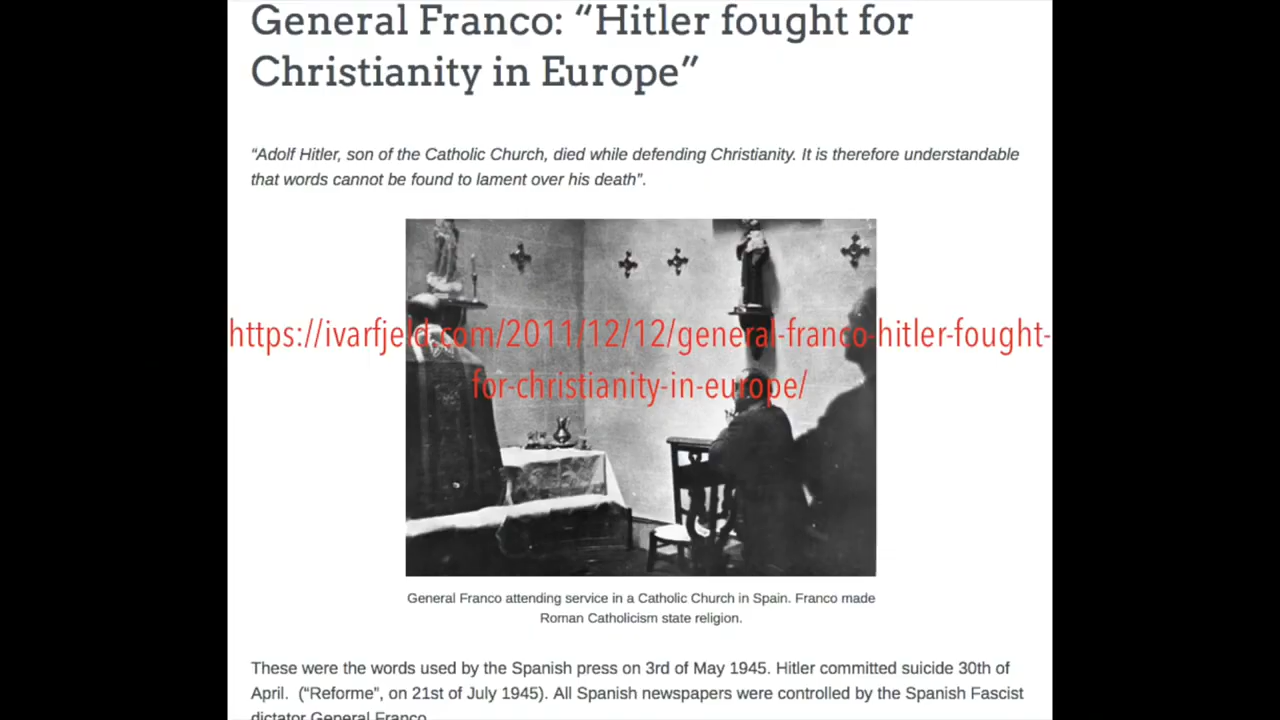 General Franco: “Hitler fought for
Christianity in Europe”
“Adolf Hitler, son of the Catholic Church, died while defending Christianity. It is therefore understandable
that words cannot be found to lament over his death”.
https://ivarfjeld.com/2011/12/12/general-franco-hitler-fought-
for-christianity-in-europe/
General Franco attending service in a Catholic Church in Spain. Franco made
Roman Catholicism state religion.
These were the words used by the Spanish press on 3rd of May 1945. Hitler committed suicide 30th of
April.  (“Reforme”, on 21st of July 1945). All Spanish newspapers were controlled by the Spanish Fascist
dictator General Franco